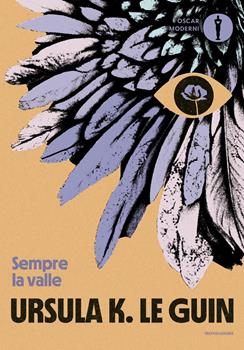 OSCAR
MODERNI
Sempre
la valle
URSULA K. LE GUIN
MONDADORI